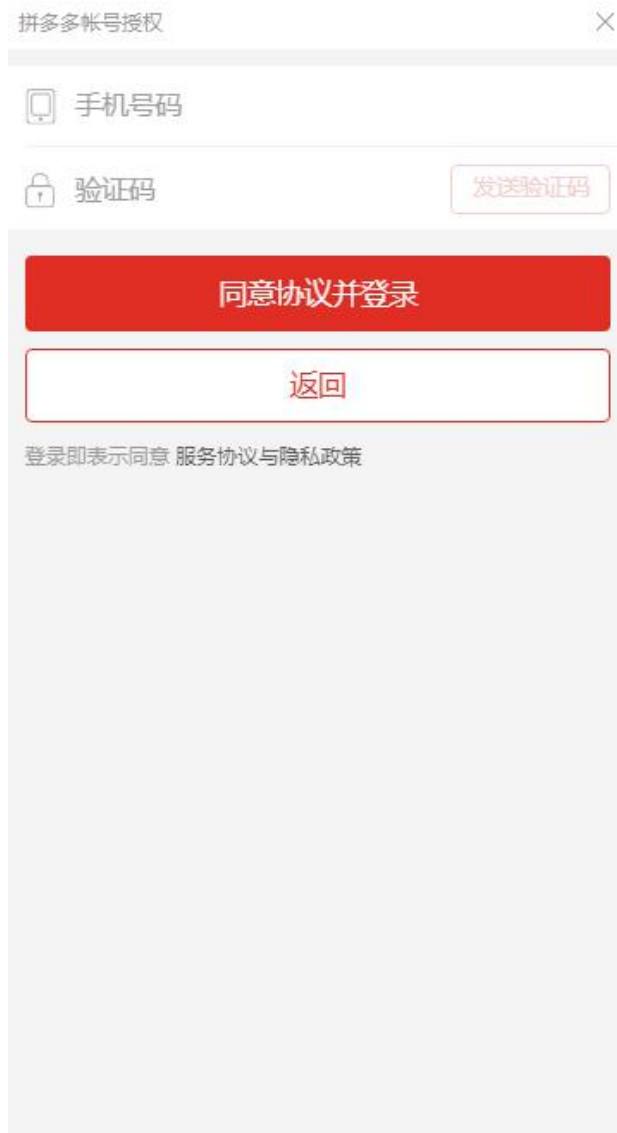 拼多多帐号授权
手机号码
验证码
发送验证码
同意协议并登录
返回
登录即表示同意 服务协议与隐私政策